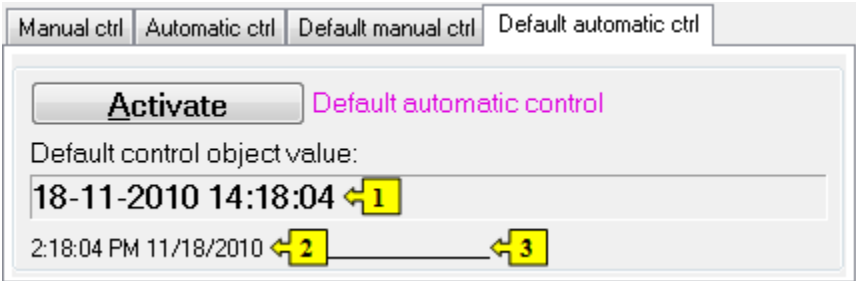 Manual ctrl Automatic ctrl Default manual ctrl Default automatic ctrl
Activate Default automatic control
Default control object value:
18-11-2010 14:18:04 1
2:18:04 PM 11/18/2010 2 3